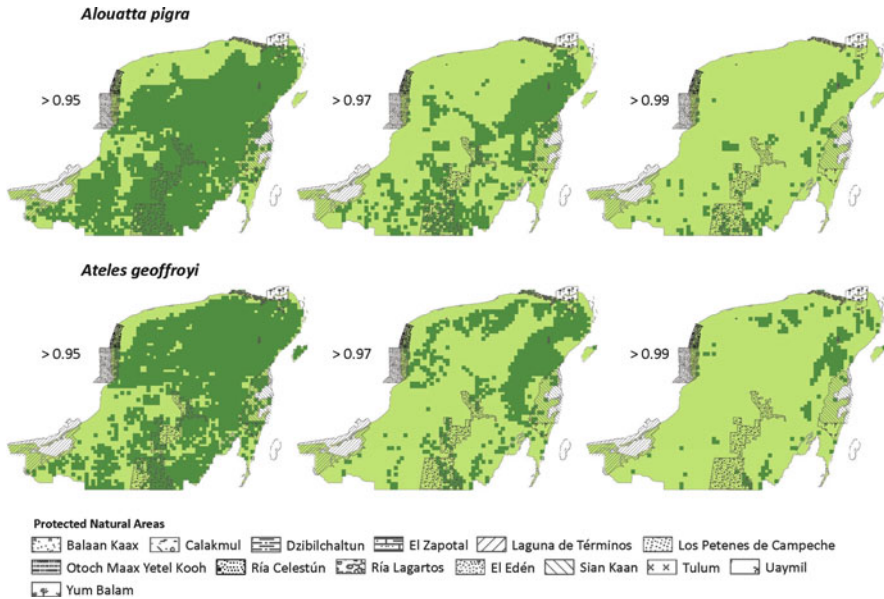 Alouatta pigra
> 0.95 > 0.97 > 0.99
Ateles geoffroyi
> 0.95 > 0.97 > 0.99
Protected Natural Areas
Balaan Kaax Calakmul Dzibilchaltun El Zapotal Laguna de Términos Los Petenes de Campeche
Otoch Maax Yetel Kooh Ría Celestún Ría Lagartos El Edén Sian Kaan Tulum Uaymil
Yum Balam